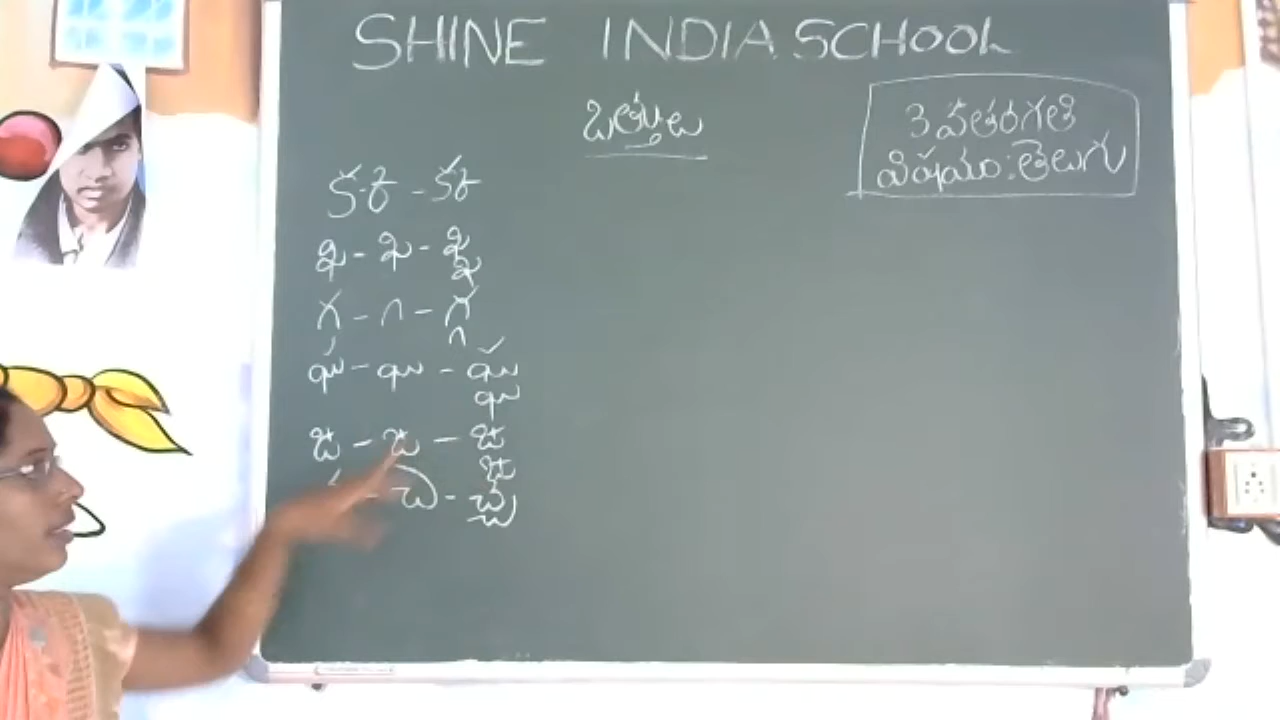 SHINE INDIA SCHOOL
ఒత్తులు
3 వ తరగతి
విషయం: తెలుగు
క - ్క - క్క
ఖ - ్ఖ - ఖ్ఖ
గ - ్గ - గ్గ
ఘ - ్ఘ - ఘ్ఘ
జ - ్జ - జ్జ
- ్చ - చ్చ